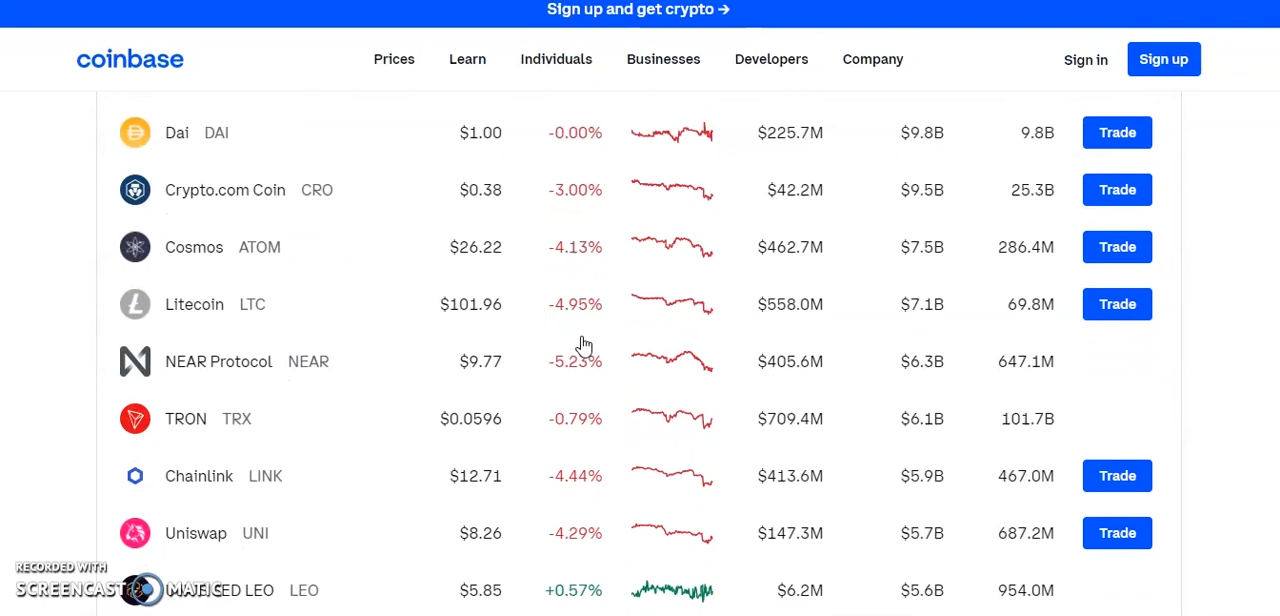 Sign up and get crypto →
coinbase Prices Learn Individuals Businesses Developers Company Sign in Sign up
Dai DAI $1.00 -0.00% $225.7M $9.8B 9.8B Trade
Crypto.com Coin CRO $0.38 -3.00% $42.2M $9.5B 25.3B Trade
Cosmos ATOM $26.22 -4.13% $462.7M $7.5B 286.4M Trade
Litecoin LTC $101.96 -4.95% $558.0M $7.1B 69.8M Trade
NEAR Protocol NEAR $9.77 -5.23% $405.6M $6.3B 647.1M
TRON TRX $0.0596 -0.79% $709.4M $6.1B 101.7B
Chainlink LINK $12.71 -4.44% $413.6M $5.9B 467.0M Trade
Uniswap UNI $8.26 -4.29% $147.3M $5.7B 687.2M Trade
RECORDED WITH
SCREENCAST MATIC LEO LEO $5.85 +0.57% $6.2M $5.6B 954.0M